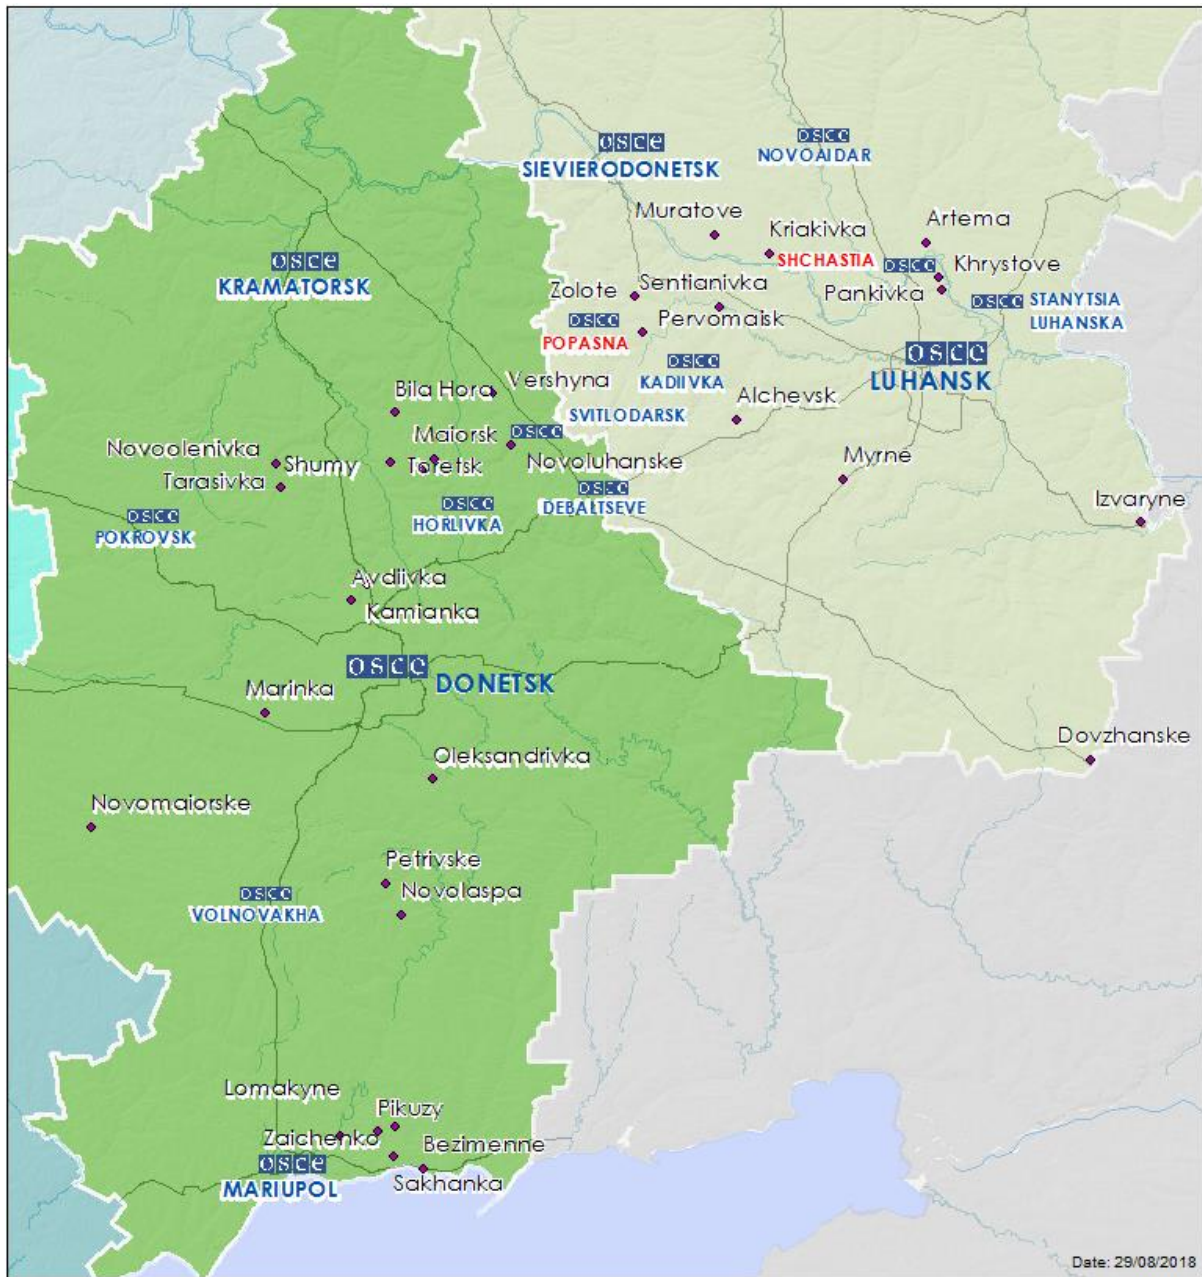 osce
SIEVIERODONETSK
osce
NOVOAIDAR
Muratove
Kriakivka
SHCHASTIA
Artema
osce
Khrystove
Pankivka
osce
STANYTSIA
LUHANSKA
osce
KRAMATORSK
Zolote
Sentianivka
osce
POPASNA
Pervomaisk
osce
KADIIVKA
osce
LUHANSK
Bila Hora
Vershyna
SVITLODARSK
osce
Alchevsk
Novoolenivka
Shumy
Tarasivka
Maiorsk
Toretsk
Novoluhanske
Myrne
osce
POKROVSK
osce
HORLIVKA
osce
DEBALTSEVE
Izvaryne
Avdiivka
Kamianka
osce
DONETSK
Marinka
Oleksandrivka
Dovzhanske
Novomaiorske
Petrivske
Novolaspa
osce
VOLNOVAKHA
Lomakyne
Pikuzy
Zaichenko
Bezimenne
osce
MARIUPOL
Sakhanka
Date: 29/08/2018